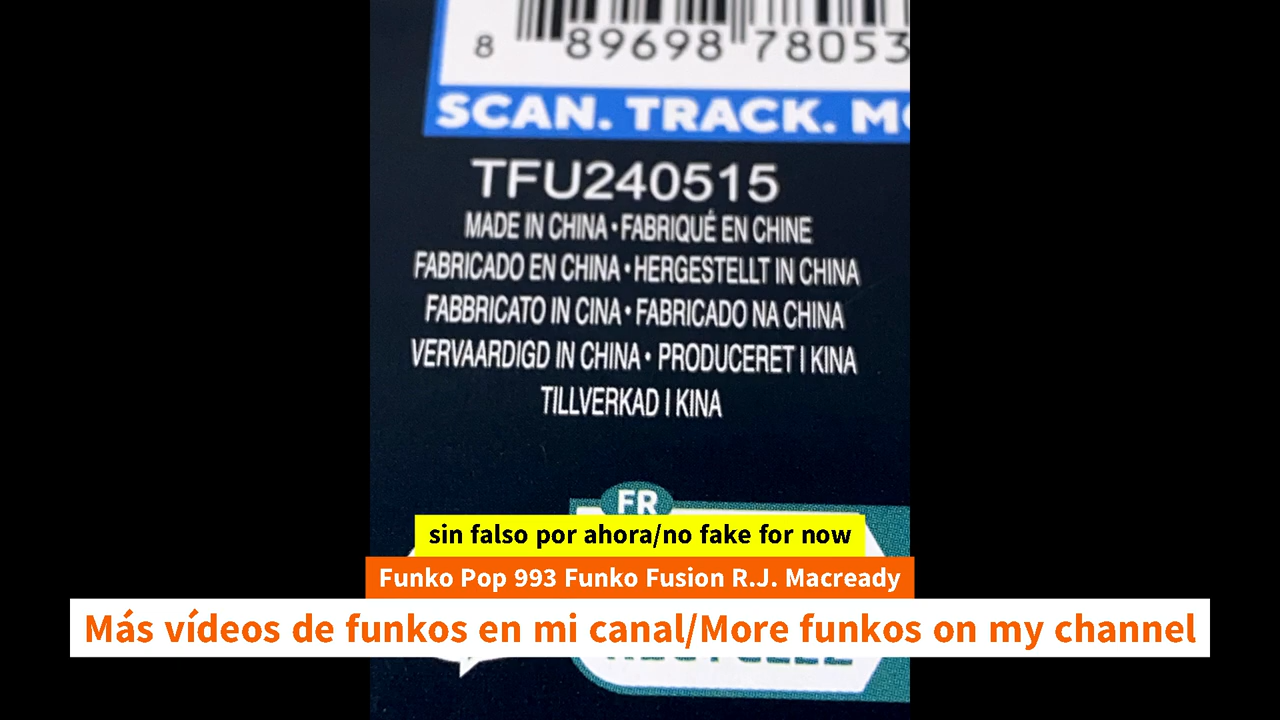 8 89698 78053
SCAN. TRACK.
TFU240515
MADE IN CHINA • FABRIQUÉ EN CHINE
FABRICADO EN CHINA • HERGESTELLT IN CHINA
FABBRICATO IN CINA • FABRICADO NA CHINA
VERVAARDIGD IN CHINA • PRODUCERET I KINA
TILLVERKAD I KINA
FR
sin falso por ahora/no fake for now
Funko Pop 993 Funko Fusion R.J. Macready
Más vídeos de funkos en mi canal/More funkos on my channel